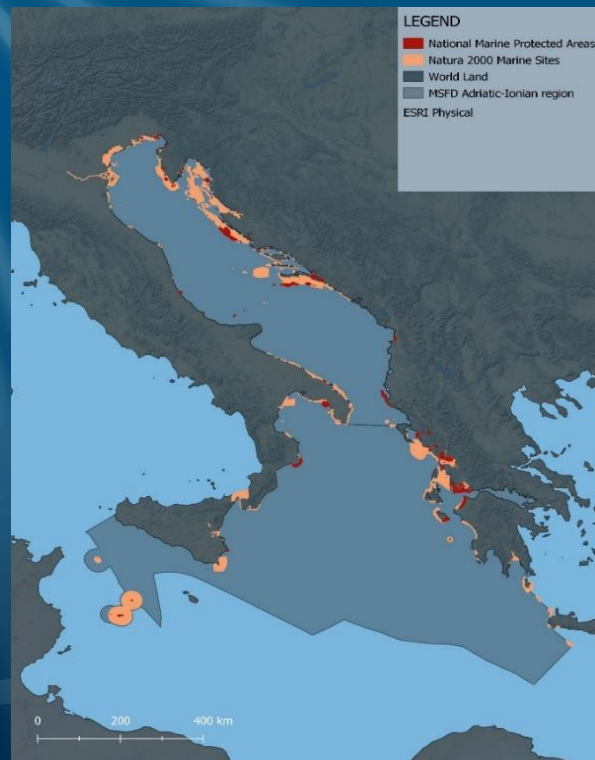 LEGEND
National Marine Protected Areas
Natura 2000 Marine Sites
World Land
MSFD Adriatic-Ionian region
ESRI Physical
0 200 400 km